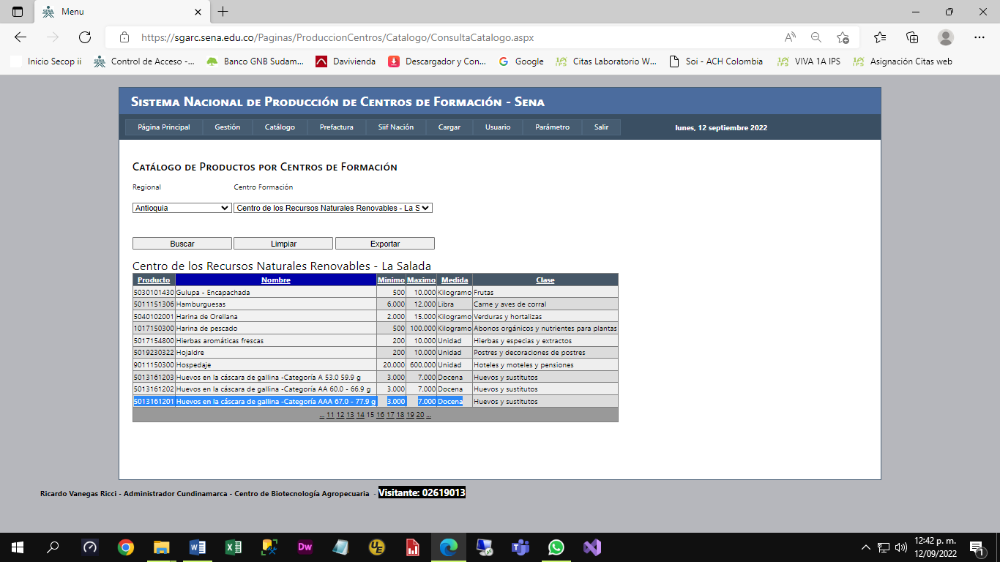 Menu
https://sgarc.sena.edu.co/Paginas/ProduccionCentros/Catalogo/ConsultaCatalogo.aspx
Inicio Secop ii Control de Acceso -... Banco GNB Sudam... Davivienda Descargador y Con... Google Citas Laboratorio W... Soi - ACH Colombia VIVA 1A IPS Asignación Citas web
Sistema Nacional de Producción de Centros de Formación - Sena
Página Principal Gestión Catálogo Prefactura Siif Nación Cargar Usuario Parámetro Salir lunes, 12 septiembre 2022
Catálogo de Productos por Centros de Formación
Regional Centro Formación
Antioquia Centro de los Recursos Naturales Renovables - La S
Buscar Limpiar Exportar
Centro de los Recursos Naturales Renovables - La Salada
Producto Nombre Minimo Maximo Medida Clase
5030101430 Gulupa - Encapachada 500 10.000 Kilogramo Frutas
5011151306 Hamburguesas 6.000 12.000 Libra Carne y aves de corral
5040102001 Harina de Orellana 2.000 15.000 Kilogramo Verduras y hortalizas
1017150300 Harina de pescado 500 100.000 Kilogramo Abonos orgánicos y nutrientes para plantas
5017154800 Hierbas aromáticas frescas 200 10.000 Unidad Hierbas y especias y extractos
5019230322 Hojaldre 200 10.000 Unidad Postres y decoraciones de postres
9011150300 Hospedaje 20.000 600.000 Unidad Hoteles y moteles y pensiones
5013161203 Huevos en la cáscara de gallina -Categoría A 53.0 59.9 g 3.000 7.000 Docena Huevos y sustitutos
5013161202 Huevos en la cáscara de gallina -Categoría AA 60.0 - 66.9 g 3.000 7.000 Docena Huevos y sustitutos
5013161201 Huevos en la cáscara de gallina -Categoría AAA 67.0 - 77.9 g 3.000 7.000 Docena Huevos y sustitutos
... 11 12 13 14 15 16 17 18 19 20 ...
Ricardo Vanegas Ricci - Administrador Cundinamarca - Centro de Biotecnología Agropecuaria - Visitante: 02619013
12:42 p. m.
12/09/2022